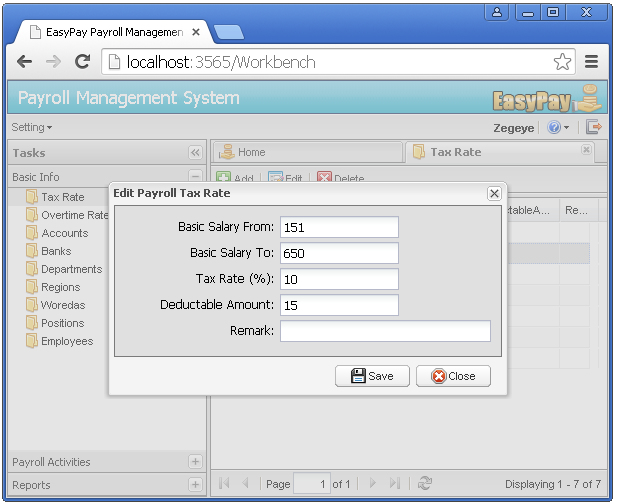 EasyPay Payroll Managemen
localhost:3565/Workbench
Payroll Management System
EasyPay
Setting
Zegeye
Tasks
Home
Tax Rate
Basic Info
Add
Edit
Delete
Tax Rate
Overtime Rate
Accounts
Banks
Departments
Regions
Woredas
Positions
Employees
ctableA...
Re...
Edit Payroll Tax Rate
Basic Salary From: 151
Basic Salary To: 650
Tax Rate (%): 10
Deductable Amount: 15
Remark:
Save
Close
Payroll Activities
Reports
Page 1 of 1
Displaying 1 - 7 of 7